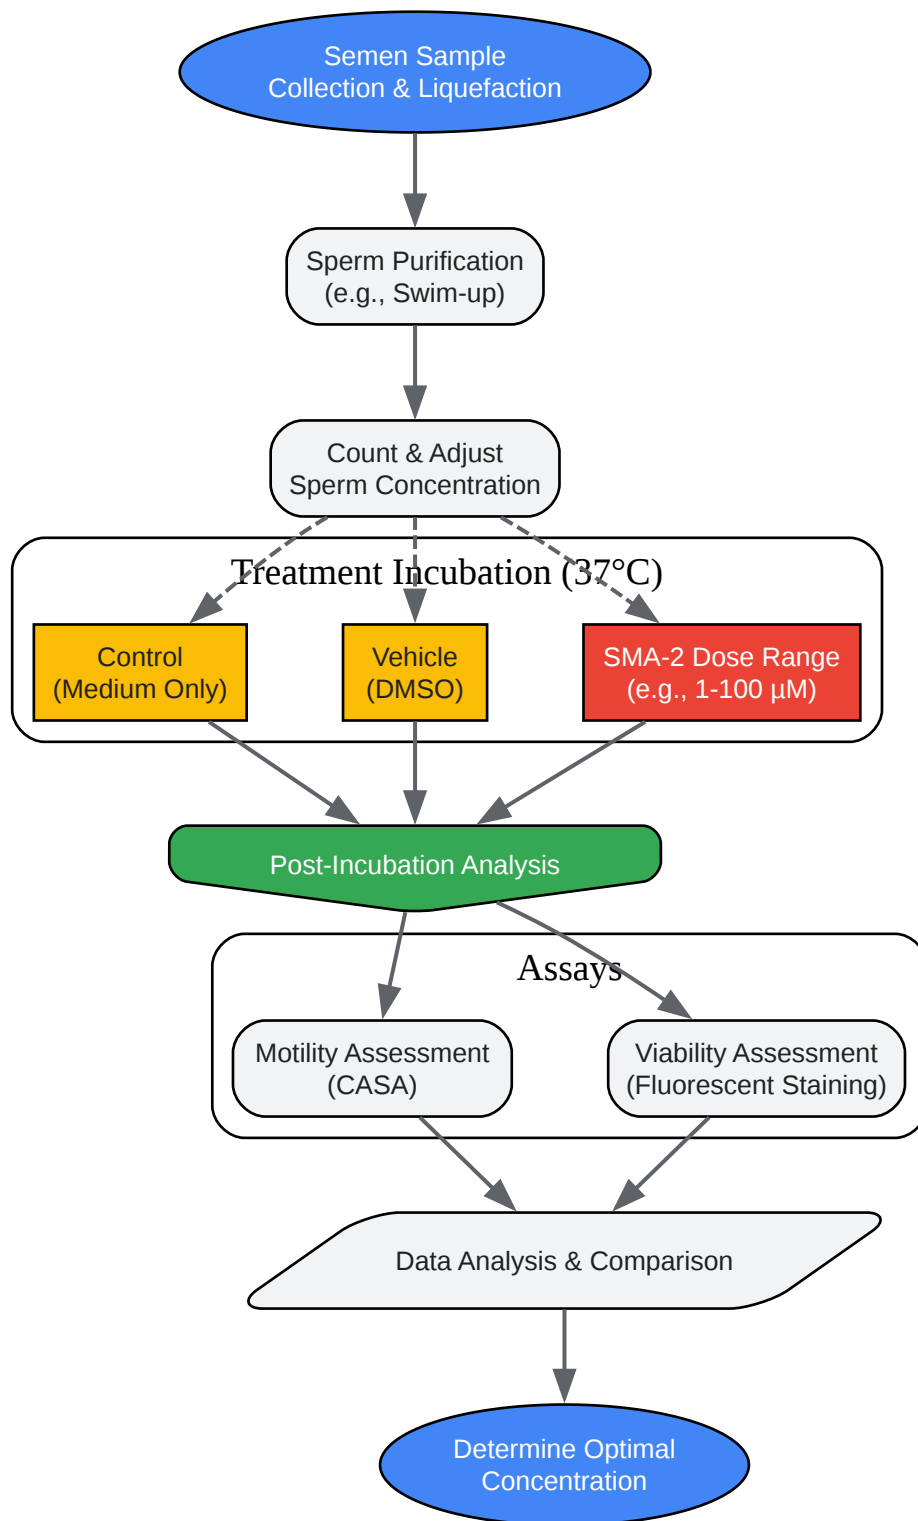 Semen Sample
Collection & Liquefaction
Sperm Purification
(e.g., Swim-up)
Count & Adjust
Sperm Concentration
Treatment Incubation (37°C)
Control
(Medium Only)
Vehicle
(DMSO)
SMA-2 Dose Range
(e.g., 1-100 µM)
Post-Incubation Analysis
Assays
Motility Assessment
(CASA)
Viability Assessment
(Fluorescent Staining)
Data Analysis & Comparison
Determine Optimal
Concentration